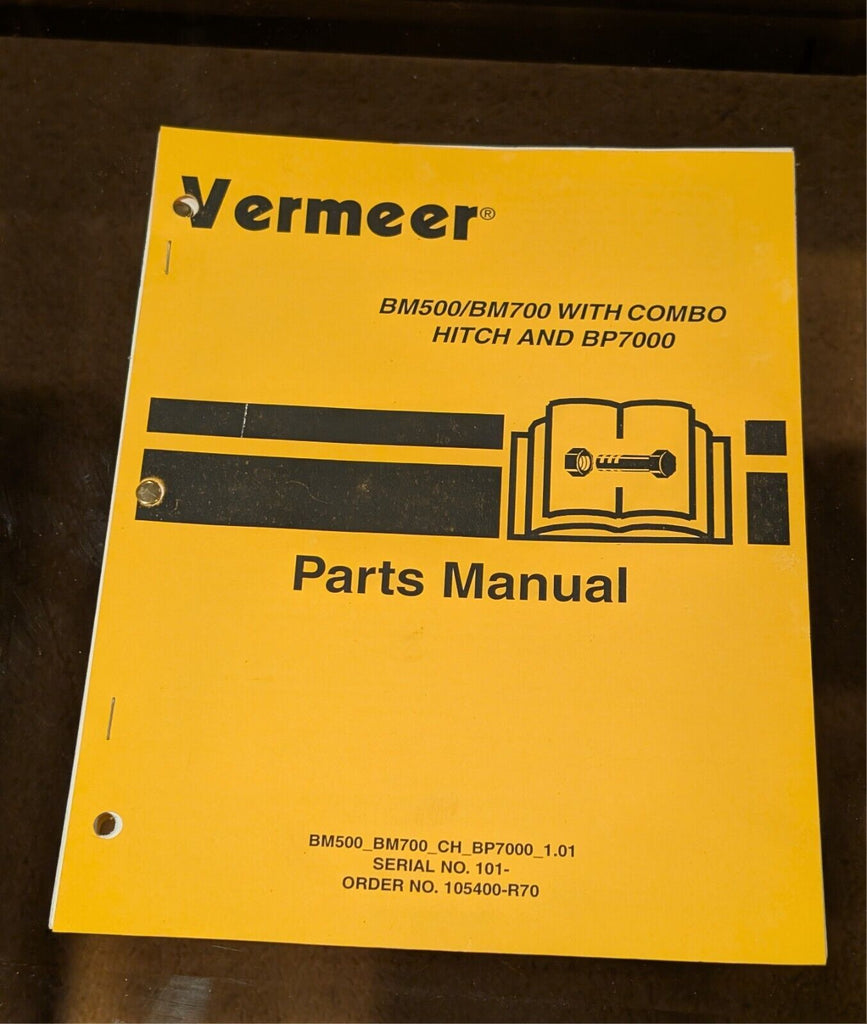 Vermeer®
BM500/BM700 WITH COMBO
HITCH AND BP7000
Parts Manual
BM500_BM700_CH_BP7000_1.01
SERIAL NO. 101-
ORDER NO. 105400-R70